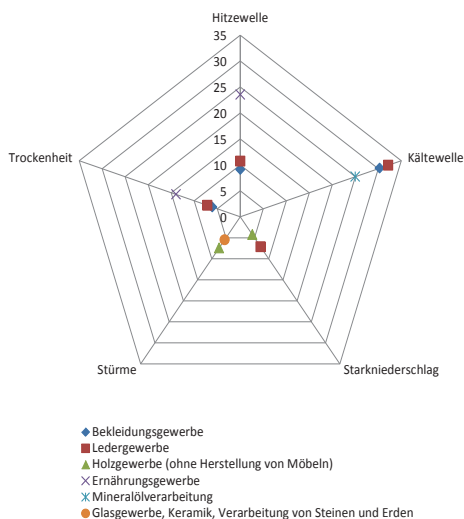 Hitzewelle
35
30
25
20
15
10
5
0
Trockenheit
Kältewelle
Stürme
Starkniederschlag
Bekleidungsgewerbe
Ledergewerbe
Holzgewerbe (ohne Herstellung von Möbeln)
Ernährungsgewerbe
Mineralölverarbeitung
Glasgewerbe, Keramik, Verarbeitung von Steinen und Erden